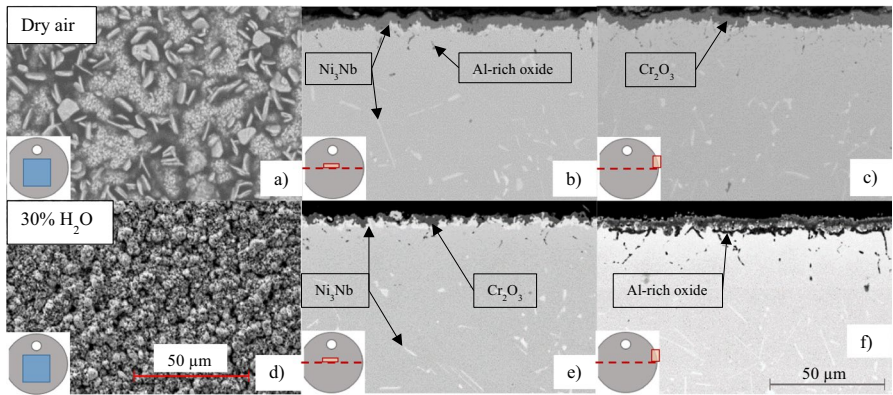 Dry air
Ni3Nb
Al-rich oxide
Cr2O3
a)
b)
c)
30% H2O
Ni3Nb
Cr2O3
Al-rich oxide
50 µm
d)
e)
f)
50 µm